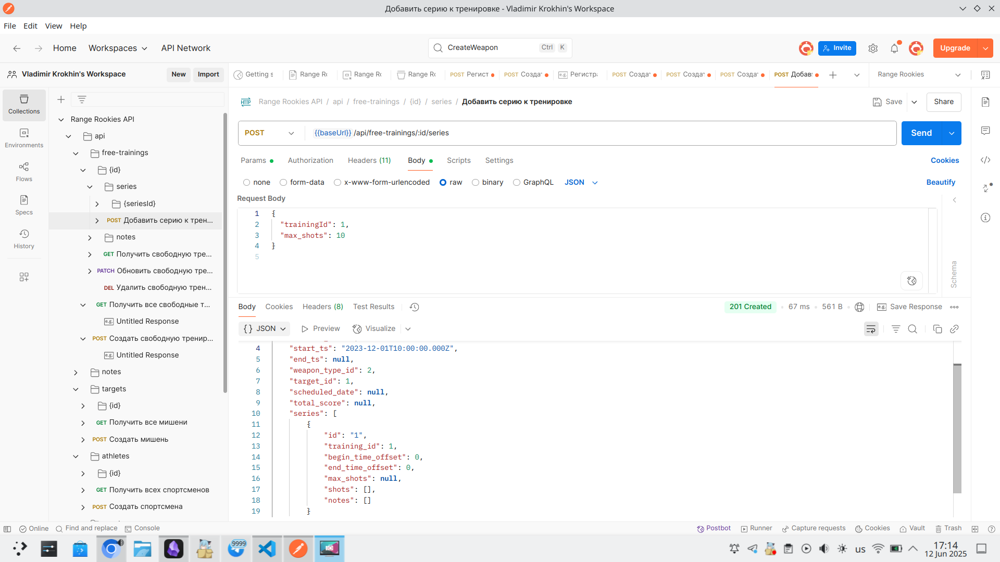 Добавить серию к тренировке - Vladimir Krokhin's Workspace
File Edit View Help
Home Workspaces API Network
CreateWeapon Ctrl K
Invite Upgrade
Vladimir Krokhin's Workspace New Import
Getting s Range Ro Range Ro Range Ro POST Регист POST Создат Регистра POST Создат POST Создат POST Создат POST Добав Range Rookies
Collections
Environments
Flows
Specs
History
Range Rookies API
api
free-trainings
{id}
series
{seriesId}
POST Добавить серию к трен...
notes
GET Получить свободную тре...
PATCH Обновить свободную тре...
DEL Удалить свободную трен...
GET Получить все свободные т...
e.g. Untitled Response
POST Создать свободную тренир...
e.g. Untitled Response
notes
targets
{id}
GET Получить все мишени
POST Создать мишень
athletes
{id}
GET Получить всех спортсменов
POST Создать спортсмена
HTTP Range Rookies API / api / free-trainings / {id} / series / Добавить серию к тренировке
Save Share
POST {{baseUrl}} /api/free-trainings/:id/series Send
Params Authorization Headers (11) Body Scripts Settings Cookies
none form-data x-www-form-urlencoded raw binary GraphQL JSON Beautify
Request Body
1 {
2 "trainingId": 1,
3 "max_shots": 10
4 }
5
Schema
Body Cookies Headers (8) Test Results 201 Created 67 ms 561 B e.g. Save Response
{} JSON Preview Visualize
4 "start_ts": "2023-12-01T10:00:00.000Z",
5 "end_ts": null,
6 "weapon_type_id": 2,
7 "target_id": 1,
8 "scheduled_date": null,
9 "total_score": null,
10 "series": [
11 {
12 "id": "1",
13 "training_id": 1,
14 "begin_time_offset": 0,
15 "end_time_offset": 0,
16 "max_shots": null,
17 "shots": [],
18 "notes": []
19 }
Online Find and replace Console Postbot Runner Capture requests Cookies Vault Trash
9999
us
17:14
12 Jun 2025